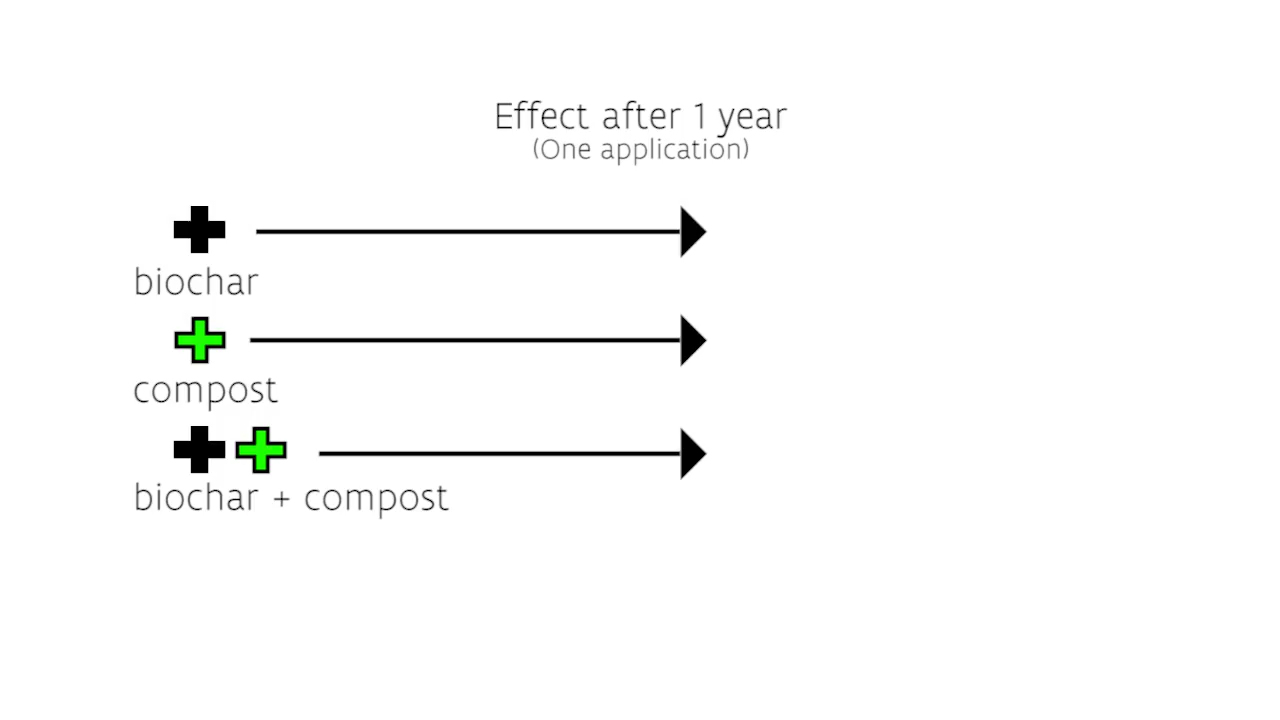 Effect after 1 year
(One application)
biochar
compost
biochar + compost